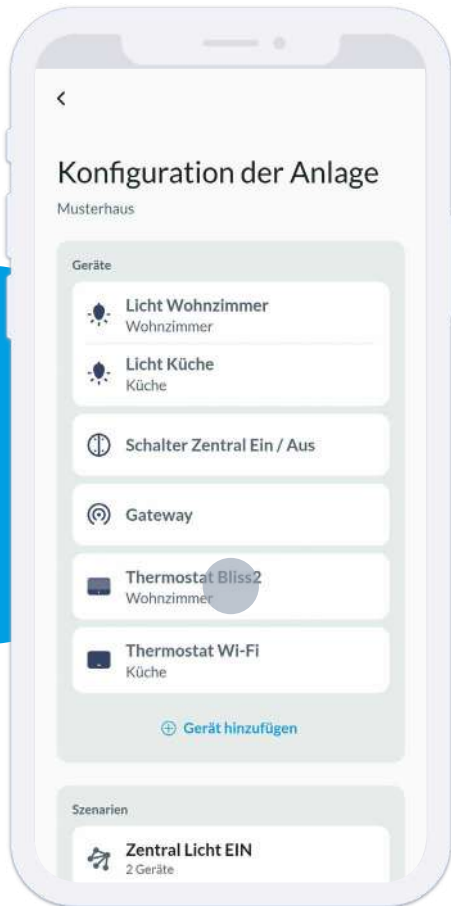 Konfiguration der Anlage
Musterhaus
Geräte
Licht Wohnzimmer
Wohnzimmer
Licht Küche
Küche
Schalter Zentral Ein / Aus
Gateway
Thermostat Bliss2
Wohnzimmer
Thermostat Wi-Fi
Küche
Gerät hinzufügen
Szenarien
Zentral Licht EIN
2 Geräte